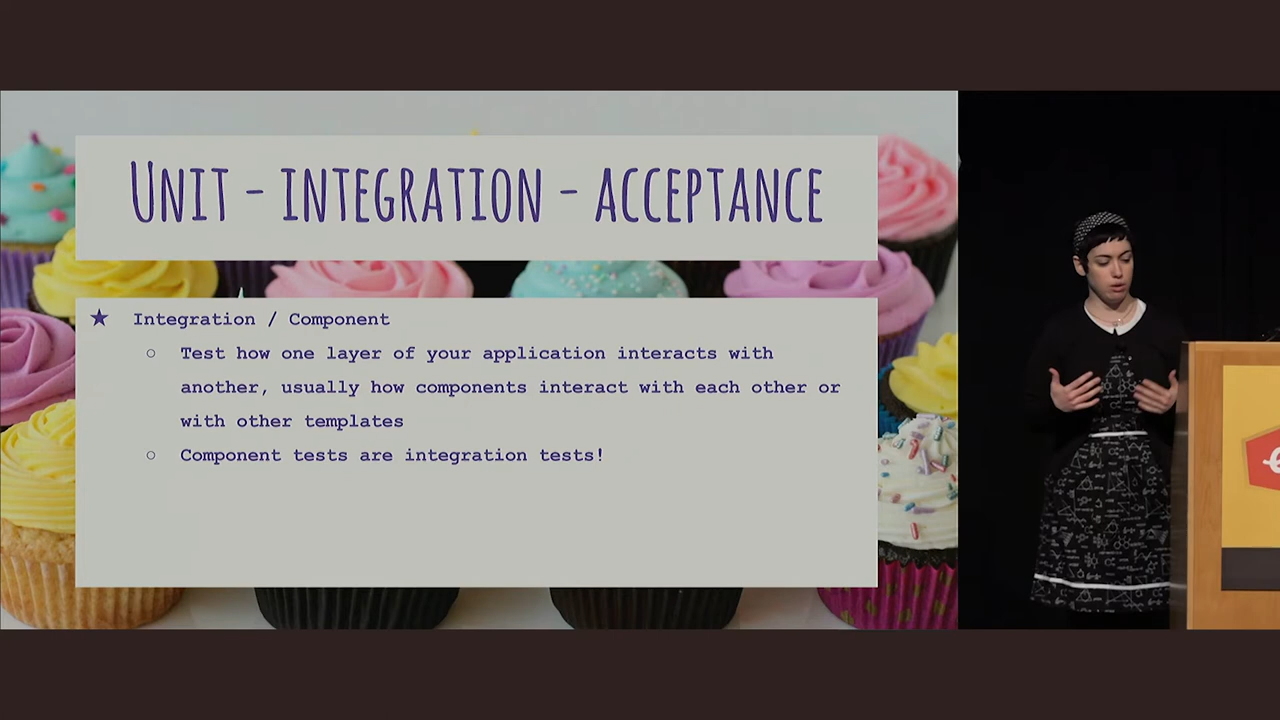 Unit - integration - acceptance
★ Integration / Component
○ Test how one layer of your application interacts with
another, usually how components interact with each other or
with other templates
○ Component tests are integration tests!